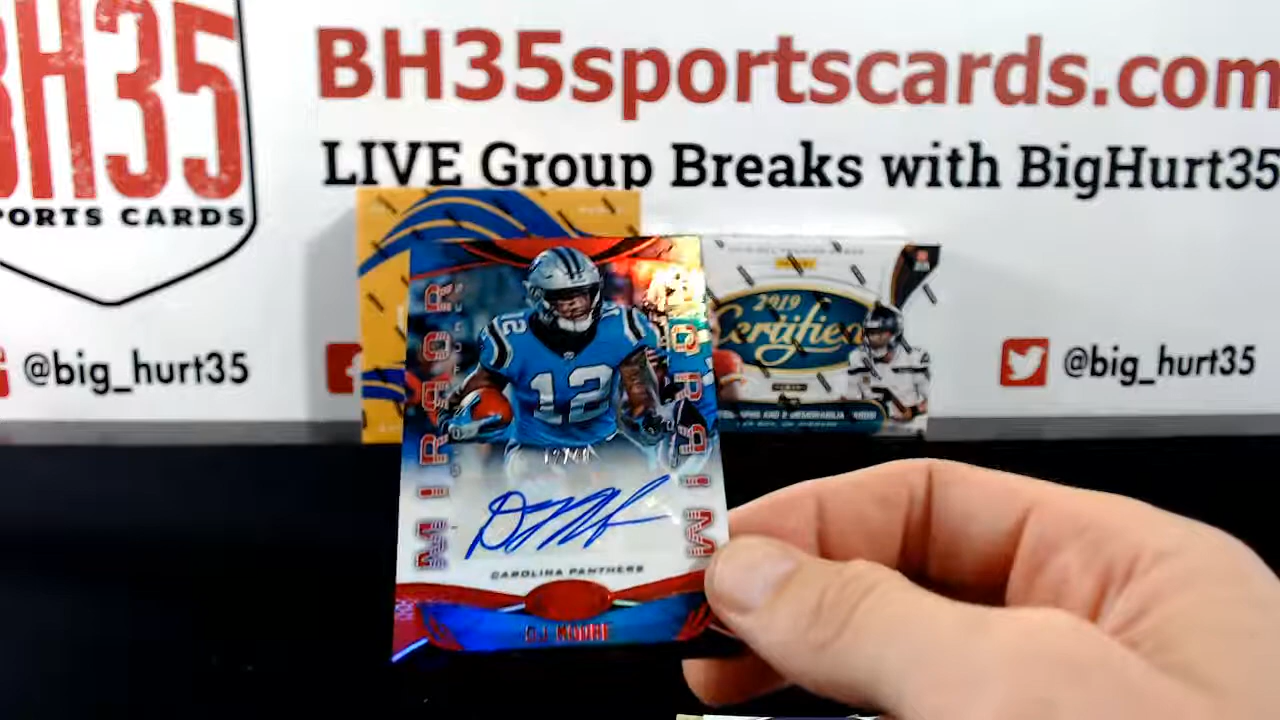 BH35
PORTS CARDS
BH35sportscards.com
LIVE Group Breaks with BigHurt35
@big_hurt35
@big_hurt35
2019
Certified
MIRROR
MIRROR
12
12
CAROLINA PANTHERS
D.J. MOORE